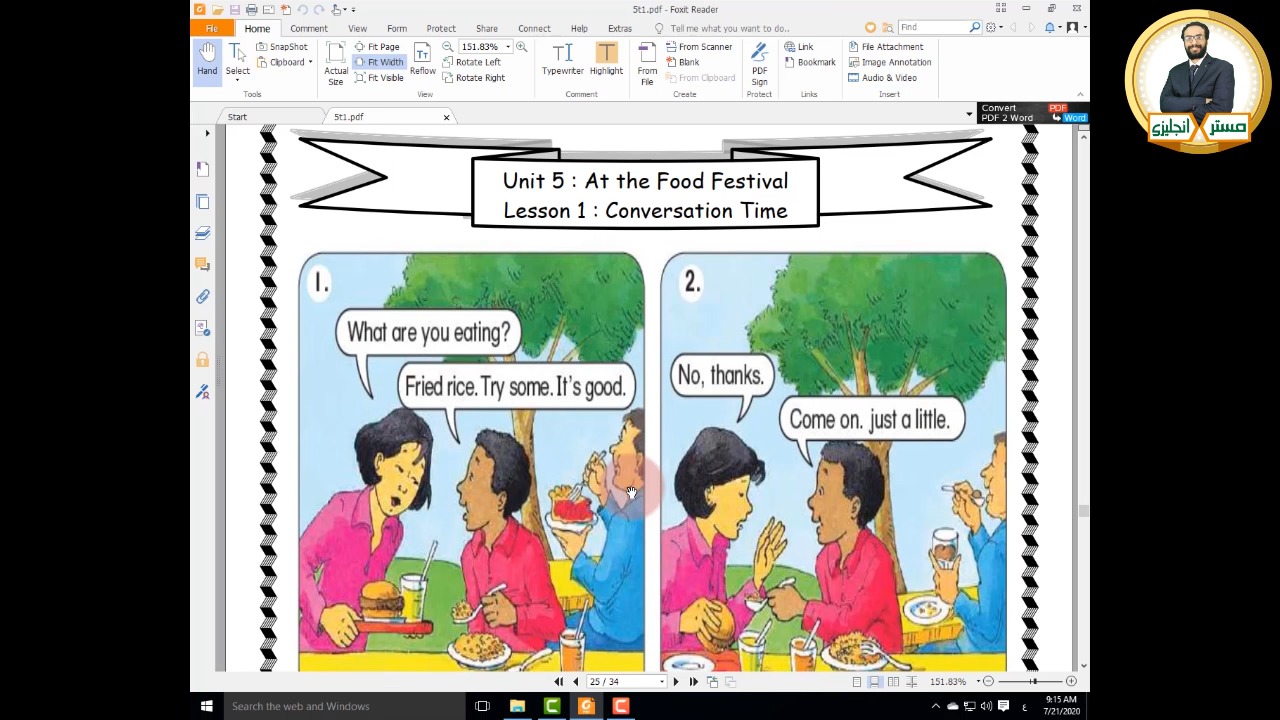 5t1.pdf - Foxit Reader
File
Home
Comment
View
Form
Protect
Share
Connect
Help
Extras
Tell me what you want to do..
Find
Hand
Select
SnapShot
Clipboard
Tools
Actual Size
Fit Page
Fit Width
Fit Visible
Reflow
151.83%
Rotate Left
Rotate Right
View
Typewriter
Highlight
Comment
From File
From Scanner
Blank
From Clipboard
Create
PDF Sign
Protect
Link
Bookmark
Links
File Attachment
Image Annotation
Audio & Video
Insert
Start
5t1.pdf
Convert PDF
PDF 2 Word Word
مستر X انجليزي
Unit 5 : At the Food Festival
Lesson 1 : Conversation Time
1.
What are you eating?
Fried rice. Try some. It's good.
2.
No, thanks.
Come on. just a little.
25 / 34
151.83%
Search the web and Windows
ع
9:15 AM
7/21/2020